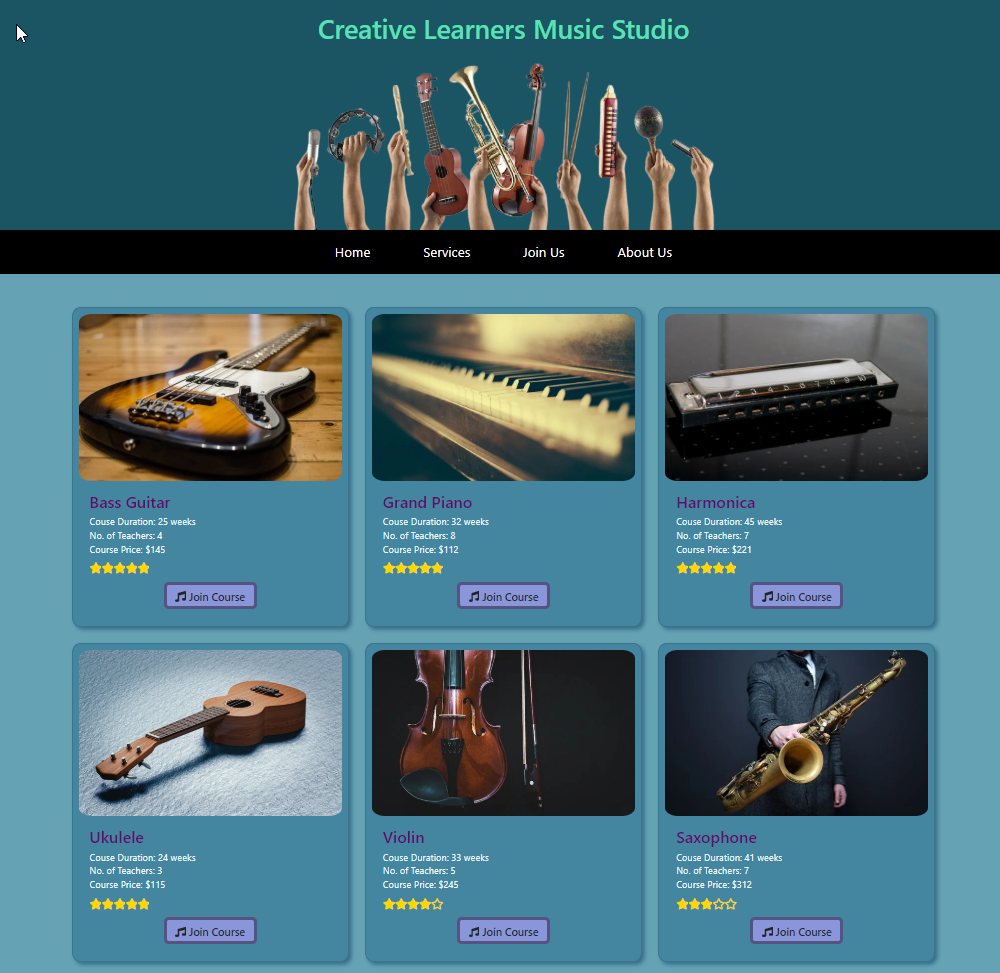 Creative Learners Music Studio
Home Services Join Us About Us
Bass Guitar
Couse Duration: 25 weeks
No. of Teachers: 4
Course Price: $145
Join Course
Grand Piano
Couse Duration: 32 weeks
No. of Teachers: 8
Course Price: $112
Join Course
Harmonica
Couse Duration: 45 weeks
No. of Teachers: 7
Course Price: $221
Join Course
Ukulele
Couse Duration: 24 weeks
No. of Teachers: 3
Course Price: $115
Join Course
Violin
Couse Duration: 33 weeks
No. of Teachers: 5
Course Price: $245
Join Course
Saxophone
Couse Duration: 41 weeks
No. of Teachers: 7
Course Price: $312
Join Course